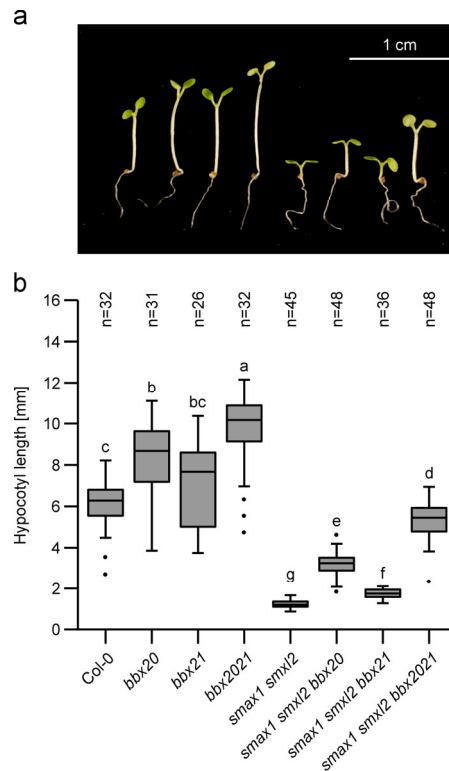 a
1 cm
b
n=32
n=31
n=26
n=32
n=45
n=48
n=36
n=48
16
14
12
10
8
6
4
2
0
Hypocotyl length [mm]
c
b
bc
a
g
e
f
d
Col-0
bbx20
bbx21
bbx2021
smax1 smxl2
smax1 smxl2 bbx20
smax1 smxl2 bbx21
smax1 smxl2 bbx2021